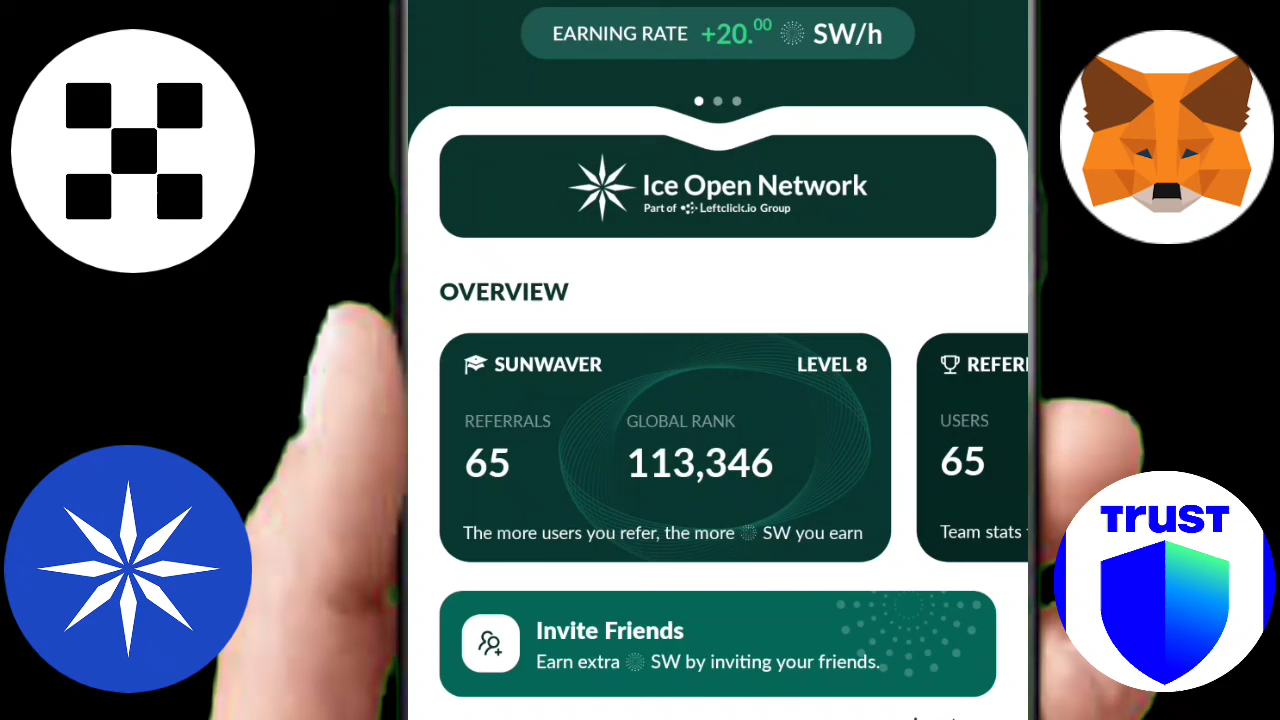 EARNING RATE +20.00 SW/h
Ice Open Network
Part of Leftclick.io Group
OVERVIEW
SUNWAVER LEVEL 8
REFERRALS GLOBAL RANK
65 113,346
The more users you refer, the more SW you earn
USERS
65
Team stats
Invite Friends
Earn extra SW by inviting your friends.
TRUST